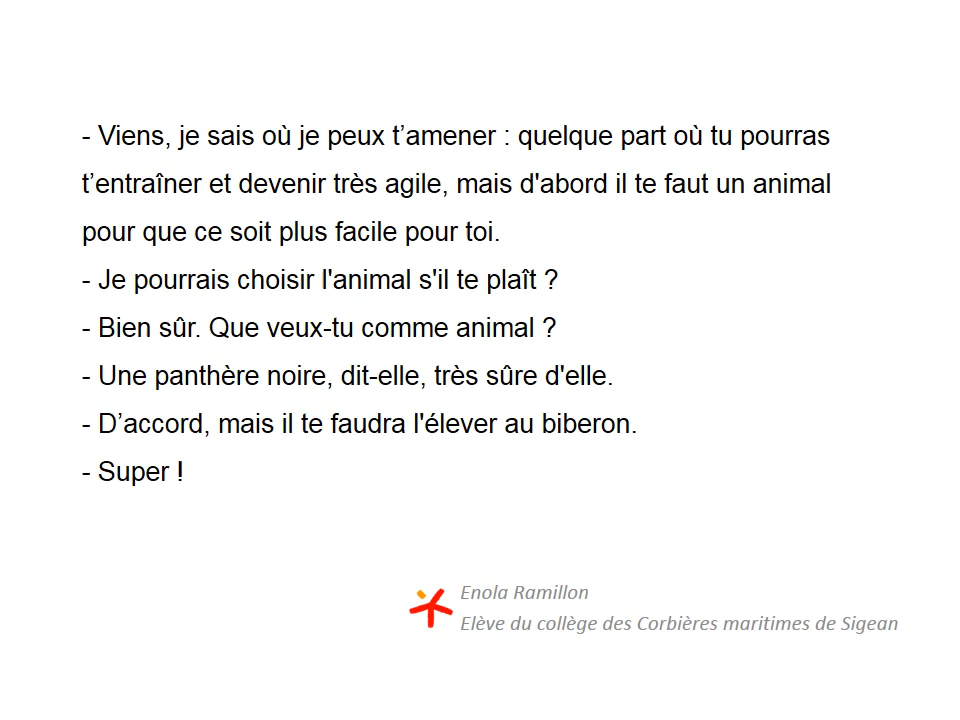 - Viens, je sais où je peux t’amener : quelque part où tu pourras
t’entraîner et devenir très agile, mais d'abord il te faut un animal
pour que ce soit plus facile pour toi.
- Je pourrais choisir l'animal s'il te plaît ?
- Bien sûr. Que veux-tu comme animal ?
- Une panthère noire, dit-elle, très sûre d'elle.
- D’accord, mais il te faudra l'élever au biberon.
- Super !
Enola Ramillon
Elève du collège des Corbières maritimes de Sigean